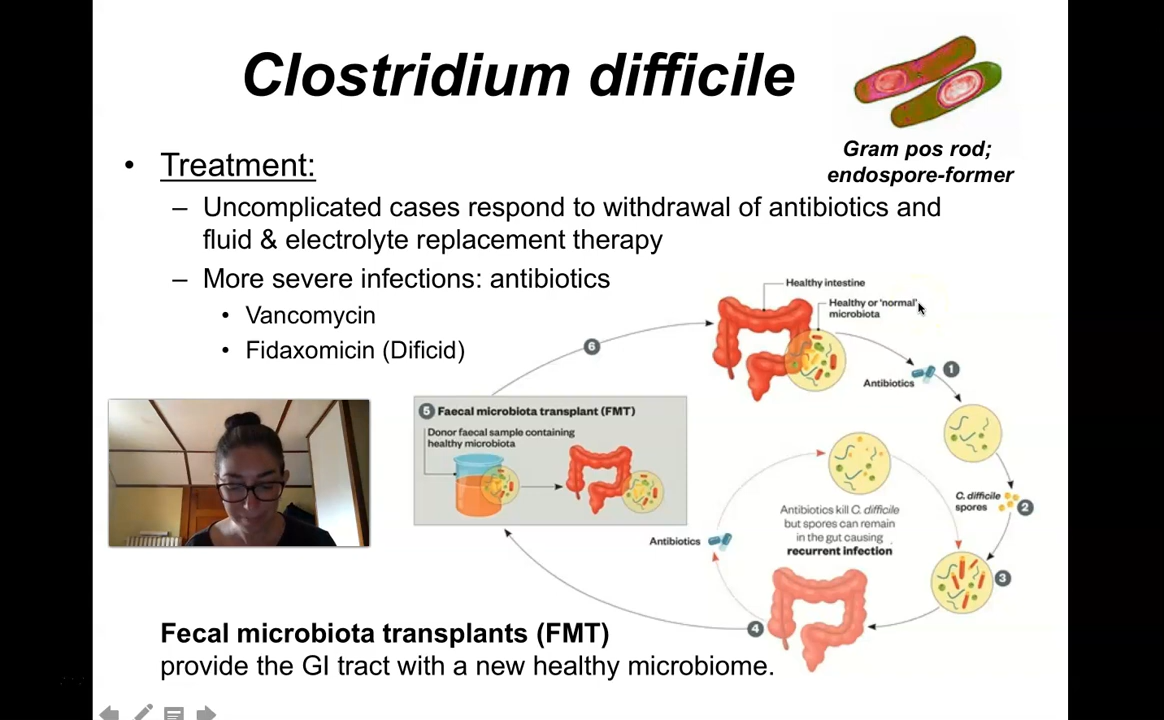 Clostridium difficile
Gram pos rod;
endospore-former
• Treatment:
– Uncomplicated cases respond to withdrawal of antibiotics and
fluid & electrolyte replacement therapy
– More severe infections: antibiotics
• Vancomycin
• Fidaxomicin (Dificid)
Healthy intestine
Healthy or ‘normal’
microbiota
Antibiotics
1
C. difficile
spores
2
3
4
Antibiotics
Antibiotics kill C. difficile
but spores can remain
in the gut causing
recurrent infection
5 Faecal microbiota transplant (FMT)
Donor faecal sample containing
healthy microbiota
6
Fecal microbiota transplants (FMT)
provide the GI tract with a new healthy microbiome.